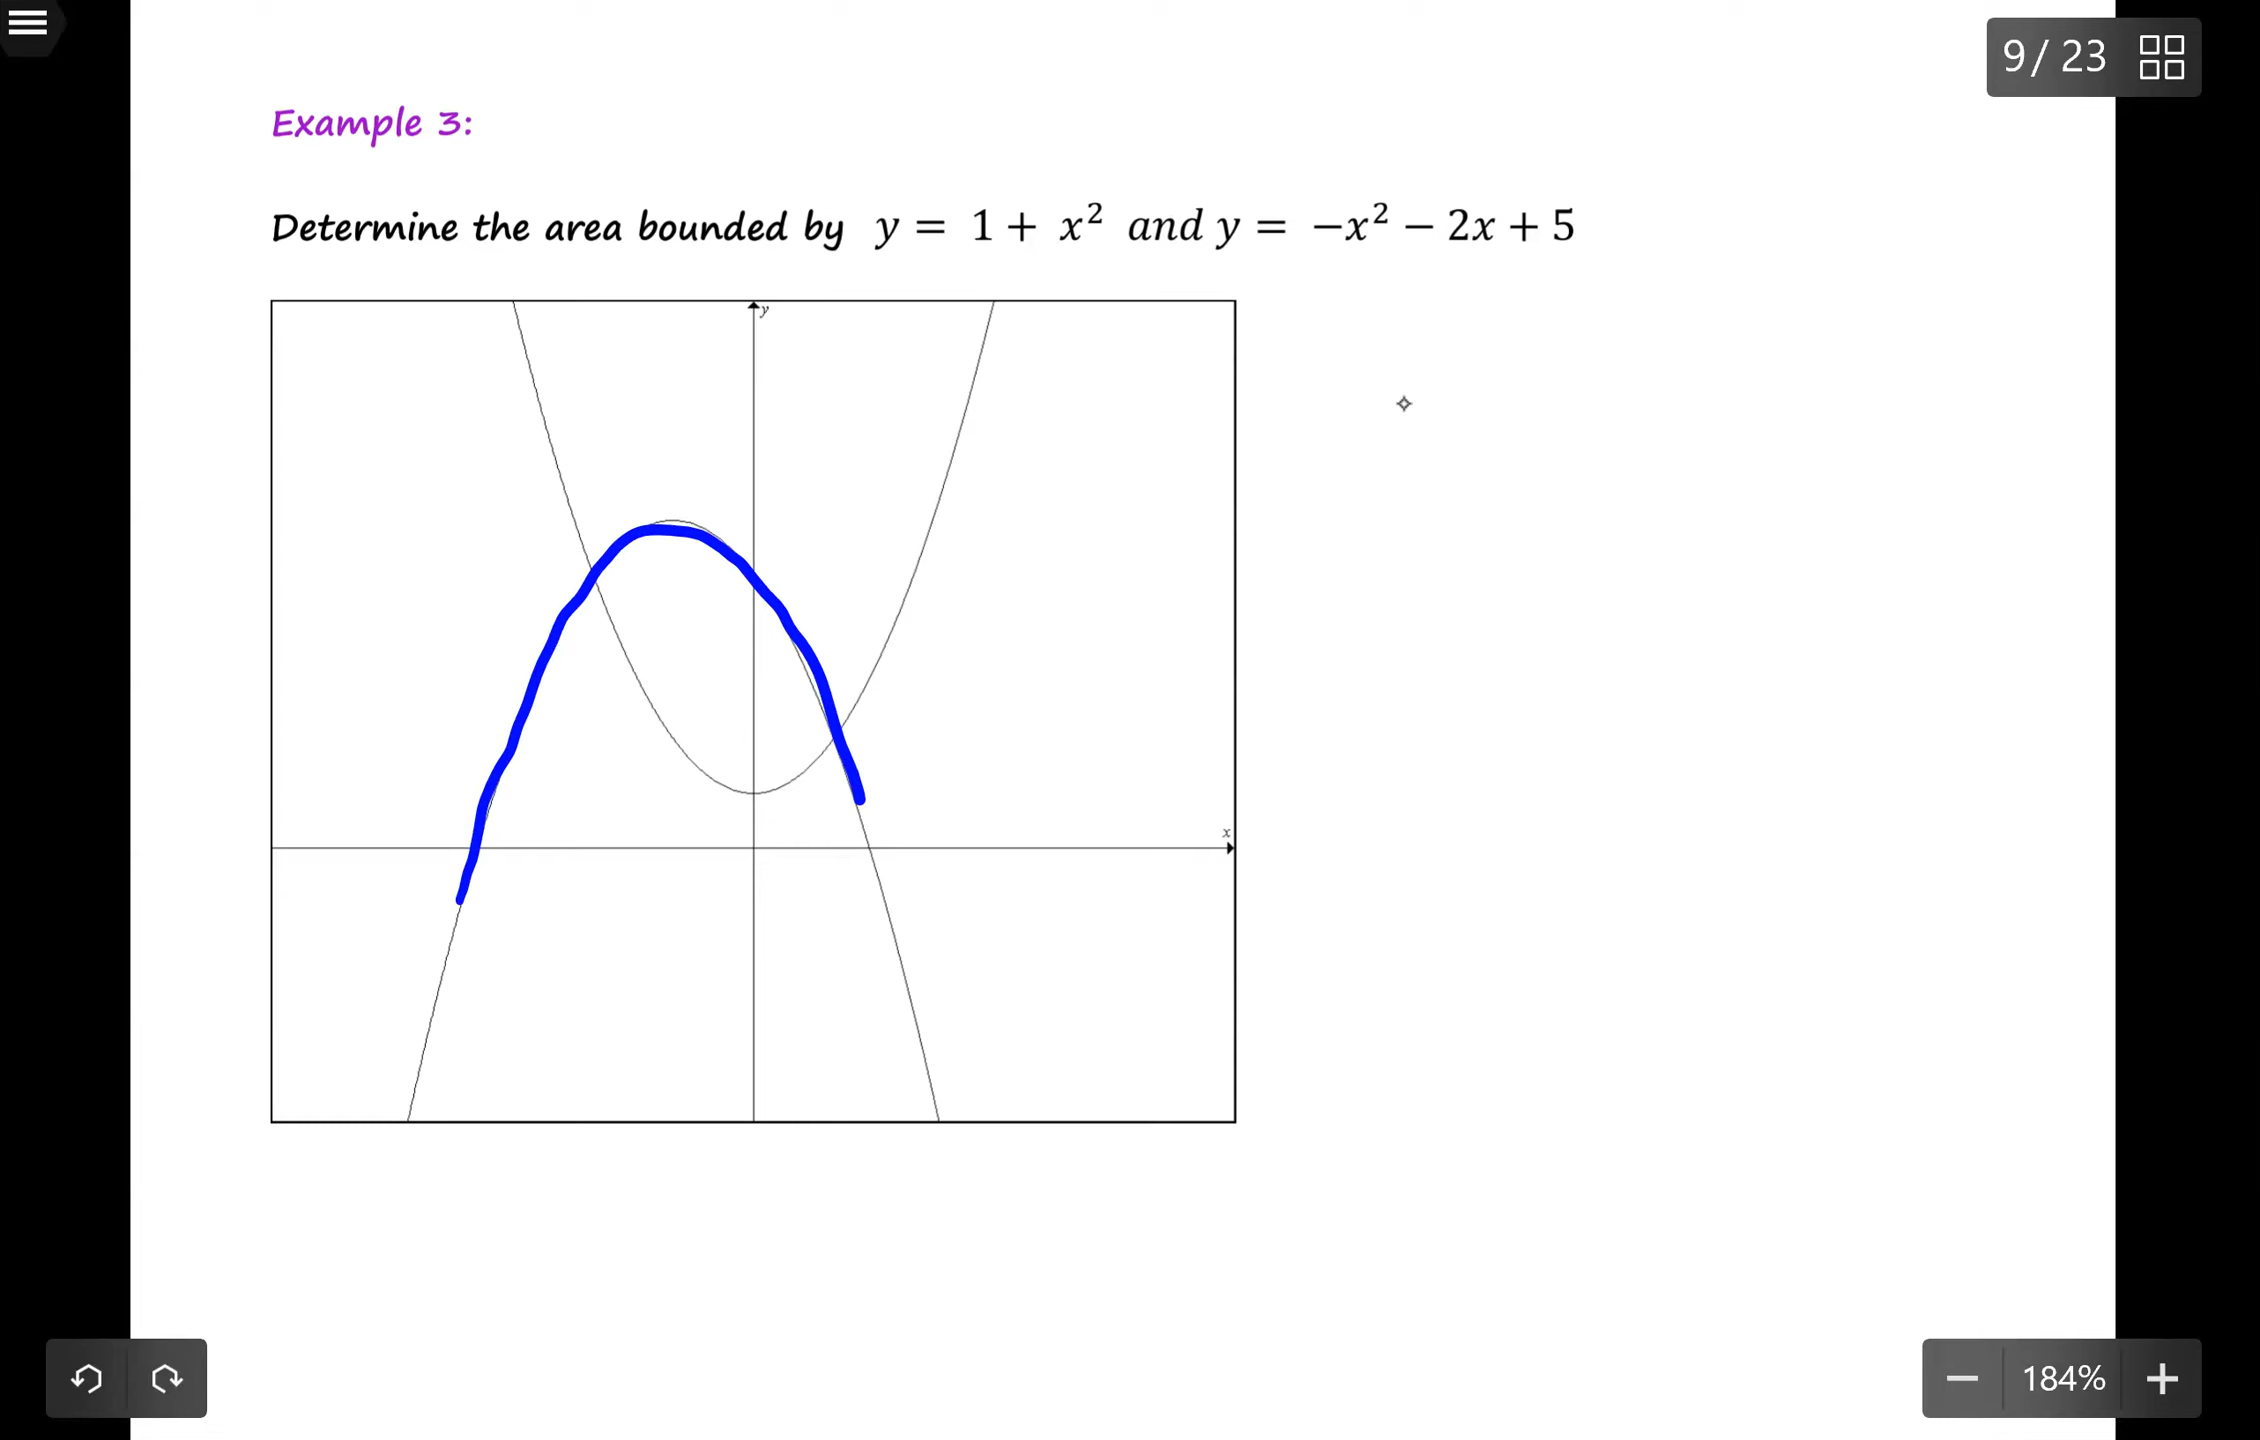 9/ 23
Example 3:
Determine the area bounded by y = 1 + x² and y = −x² − 2x + 5
y
x
184%